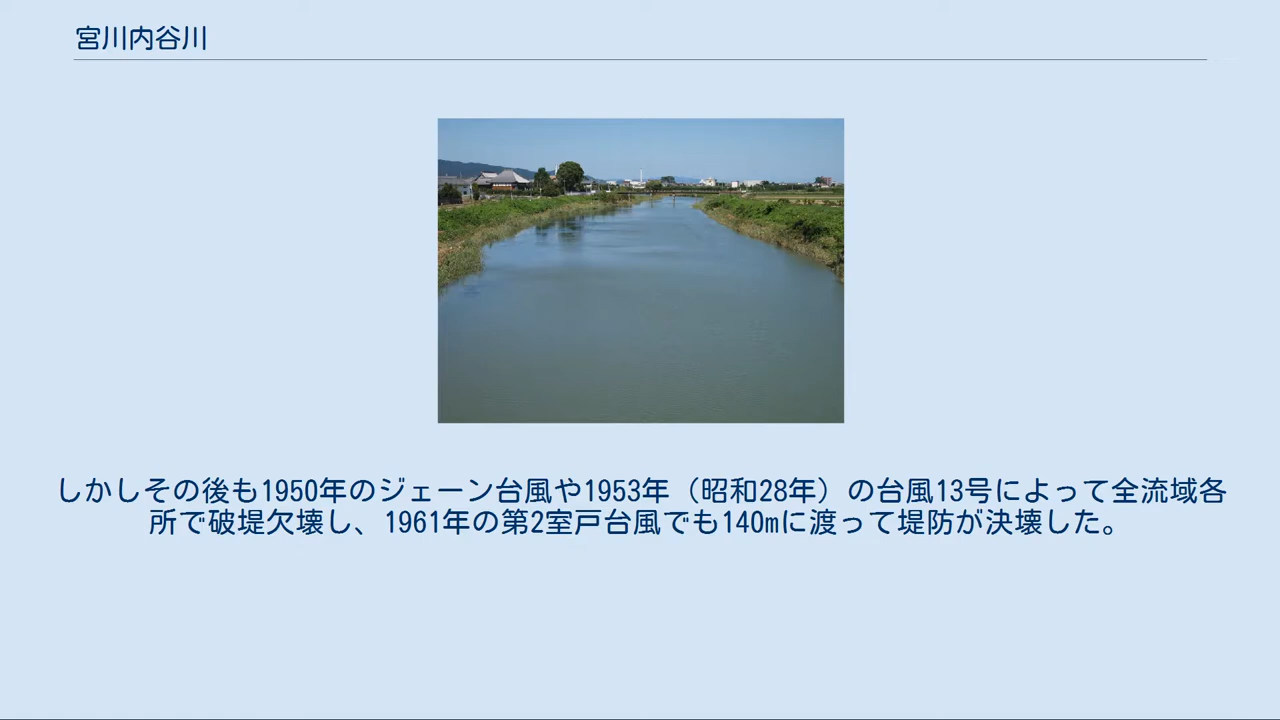 宮川内谷川
しかしその後も1950年のジェーン台風や1953年（昭和28年）の台風13号によって全流域各
所で破堤欠壊し、1961年の第2室戸台風でも140mに渡って堤防が決壊した。